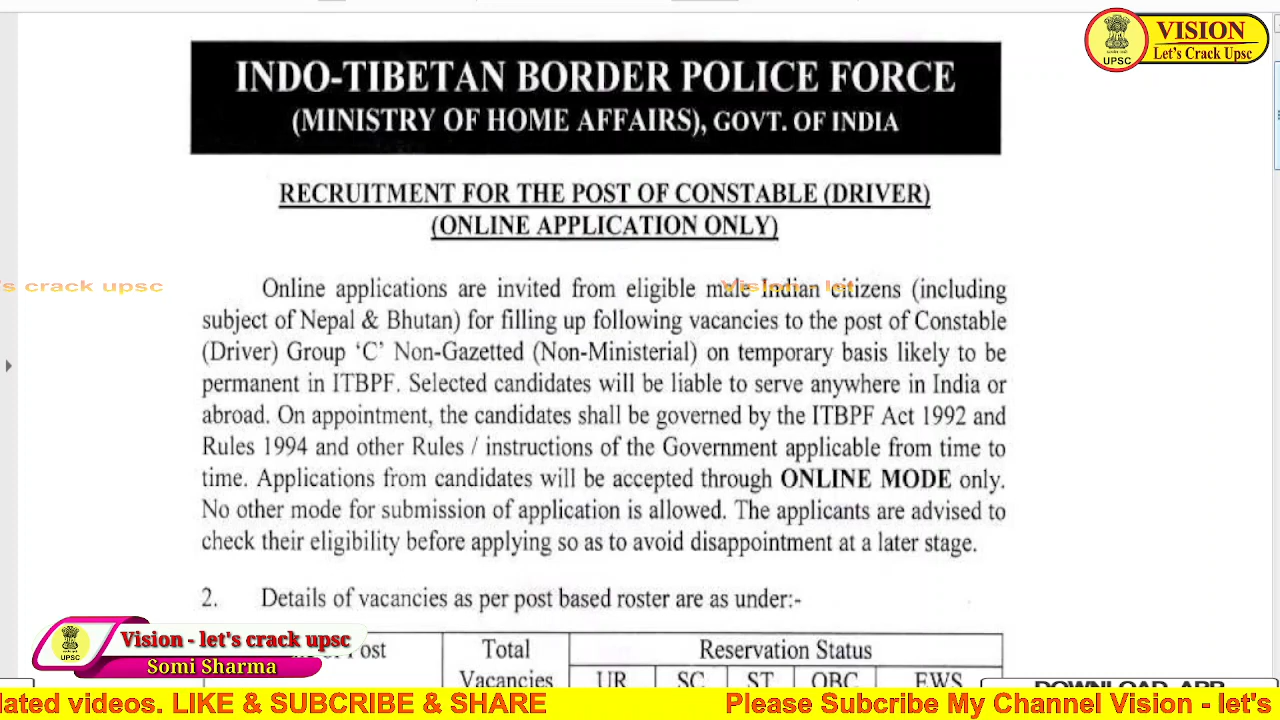 VISION
Let's Crack Upsc
UPSC
INDO-TIBETAN BORDER POLICE FORCE
(MINISTRY OF HOME AFFAIRS), GOVT. OF INDIA
RECRUITMENT FOR THE POST OF CONSTABLE (DRIVER)
(ONLINE APPLICATION ONLY)
's crack upsc
Vision - let
Online applications are invited from eligible male Indian citizens (including
subject of Nepal & Bhutan) for filling up following vacancies to the post of Constable
(Driver) Group ‘C’ Non-Gazetted (Non-Ministerial) on temporary basis likely to be
permanent in ITBPF. Selected candidates will be liable to serve anywhere in India or
abroad. On appointment, the candidates shall be governed by the ITBPF Act 1992 and
Rules 1994 and other Rules / instructions of the Government applicable from time to
time. Applications from candidates will be accepted through ONLINE MODE only.
No other mode for submission of application is allowed. The applicants are advised to
check their eligibility before applying so as to avoid disappointment at a later stage.
2. Details of vacancies as per post based roster are as under:-
Post Total Reservation Status
Vacancies UR SC ST OBC EWS
UPSC
Vision - let's crack upsc
Somi Sharma
DOWNLOAD APP
lated videos. LIKE & SUBCRIBE & SHARE Please Subcribe My Channel Vision - let's